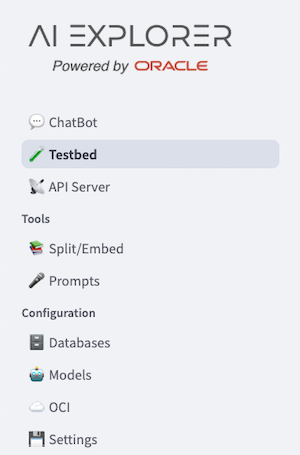 AI EXPLORER
Powered by ORACLE
ChatBot
Testbed
API Server
Tools
Split/Embed
Prompts
Configuration
Databases
Models
OCI
Settings